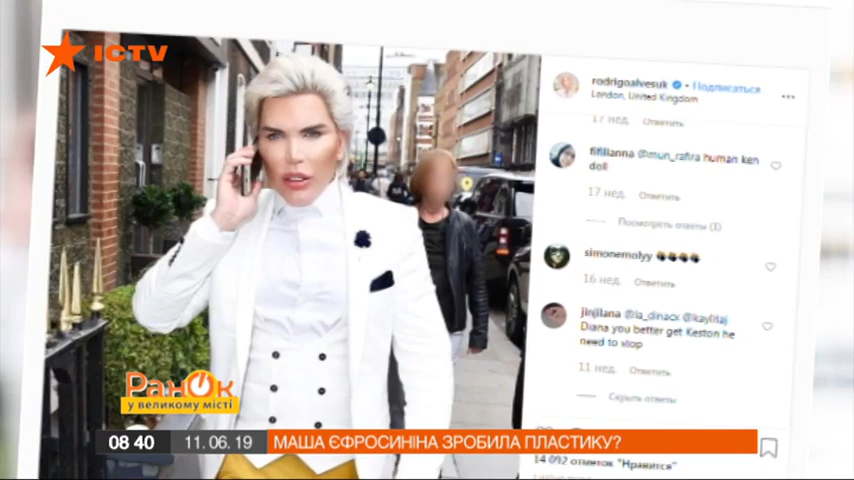 ICTV
rodrigoalvesuk • Подписаться
London, United Kingdom
17 нед. Ответить
fifilianna @mun_rafira human ken
doll
17 нед. Ответить
Посмотреть ответы (1)
simonemolyy
16 нед. Ответить
jinjilana @la_dinacx @kaylitaj
Diana you better get Keston he
need to stop
11 нед. Ответить
Скрыть ответы
14 092 отметок "Нравится"
Ранок
у великому місті
08 40 11.06.19 МАША ЄФРОСИНІНА ЗРОБИЛА ПЛАСТИКУ?